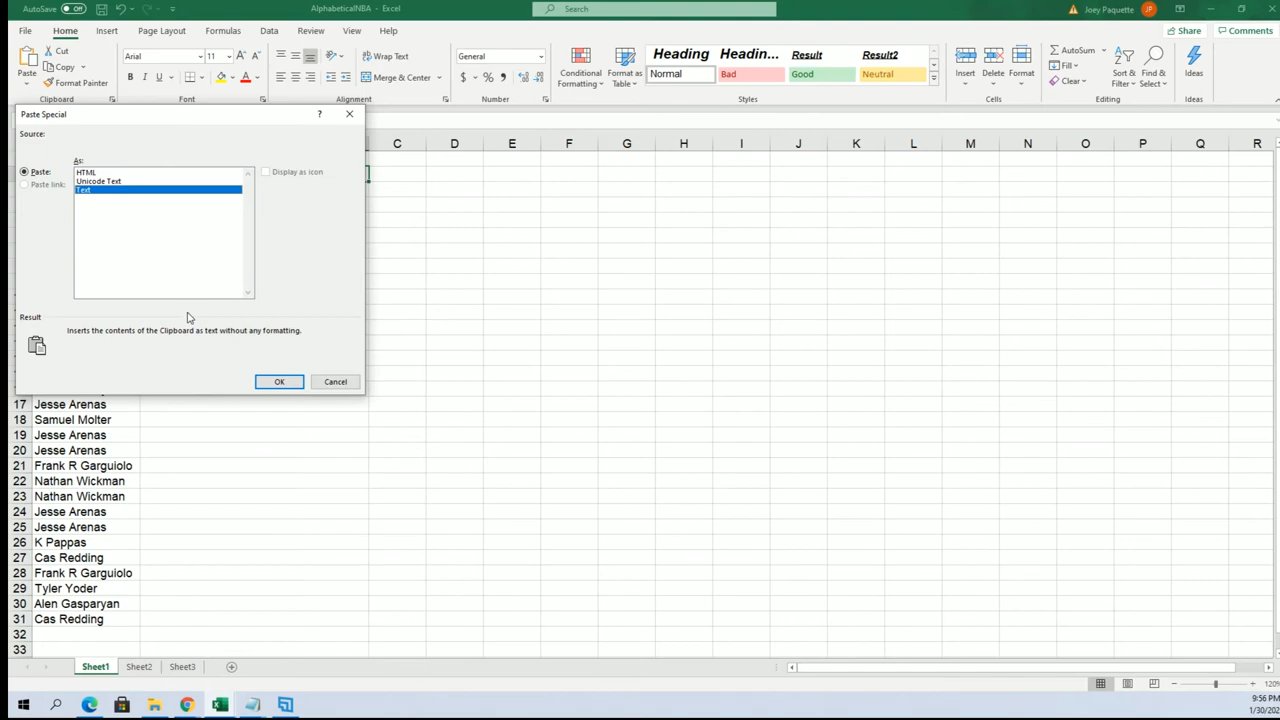 AutoSave Off AlphabeticalNBA - Excel Search Joey Paquette JP
File Home Insert Page Layout Formulas Data Review View Help Share Comments
Paste Cut Copy Format Painter
Arial 11 A A
B I U A
Wrap Text
Merge & Center
General
$ % ,
Conditional Formatting Format as Table
Heading Headin... Result Result2
Normal Bad Good Neutral
Insert Delete Format
AutoSum Fill Clear
Sort & Filter Find & Select
Ideas
Clipboard Font Alignment Number Styles Cells Editing Ideas
Paste Special ?
Source:
As:
Paste:
Paste link:
HTML
Unicode Text
Text
Display as icon
Result
Inserts the contents of the Clipboard as text without any formatting.
OK Cancel
C D E F G H I J K L M N O P Q R
17 Jesse Arenas
18 Samuel Molter
19 Jesse Arenas
20 Jesse Arenas
21 Frank R Garguiolo
22 Nathan Wickman
23 Nathan Wickman
24 Jesse Arenas
25 Jesse Arenas
26 K Pappas
27 Cas Redding
28 Frank R Garguiolo
29 Tyler Yoder
30 Alen Gasparyan
31 Cas Redding
32
33
Sheet1 Sheet2 Sheet3
120%
9:56 PM